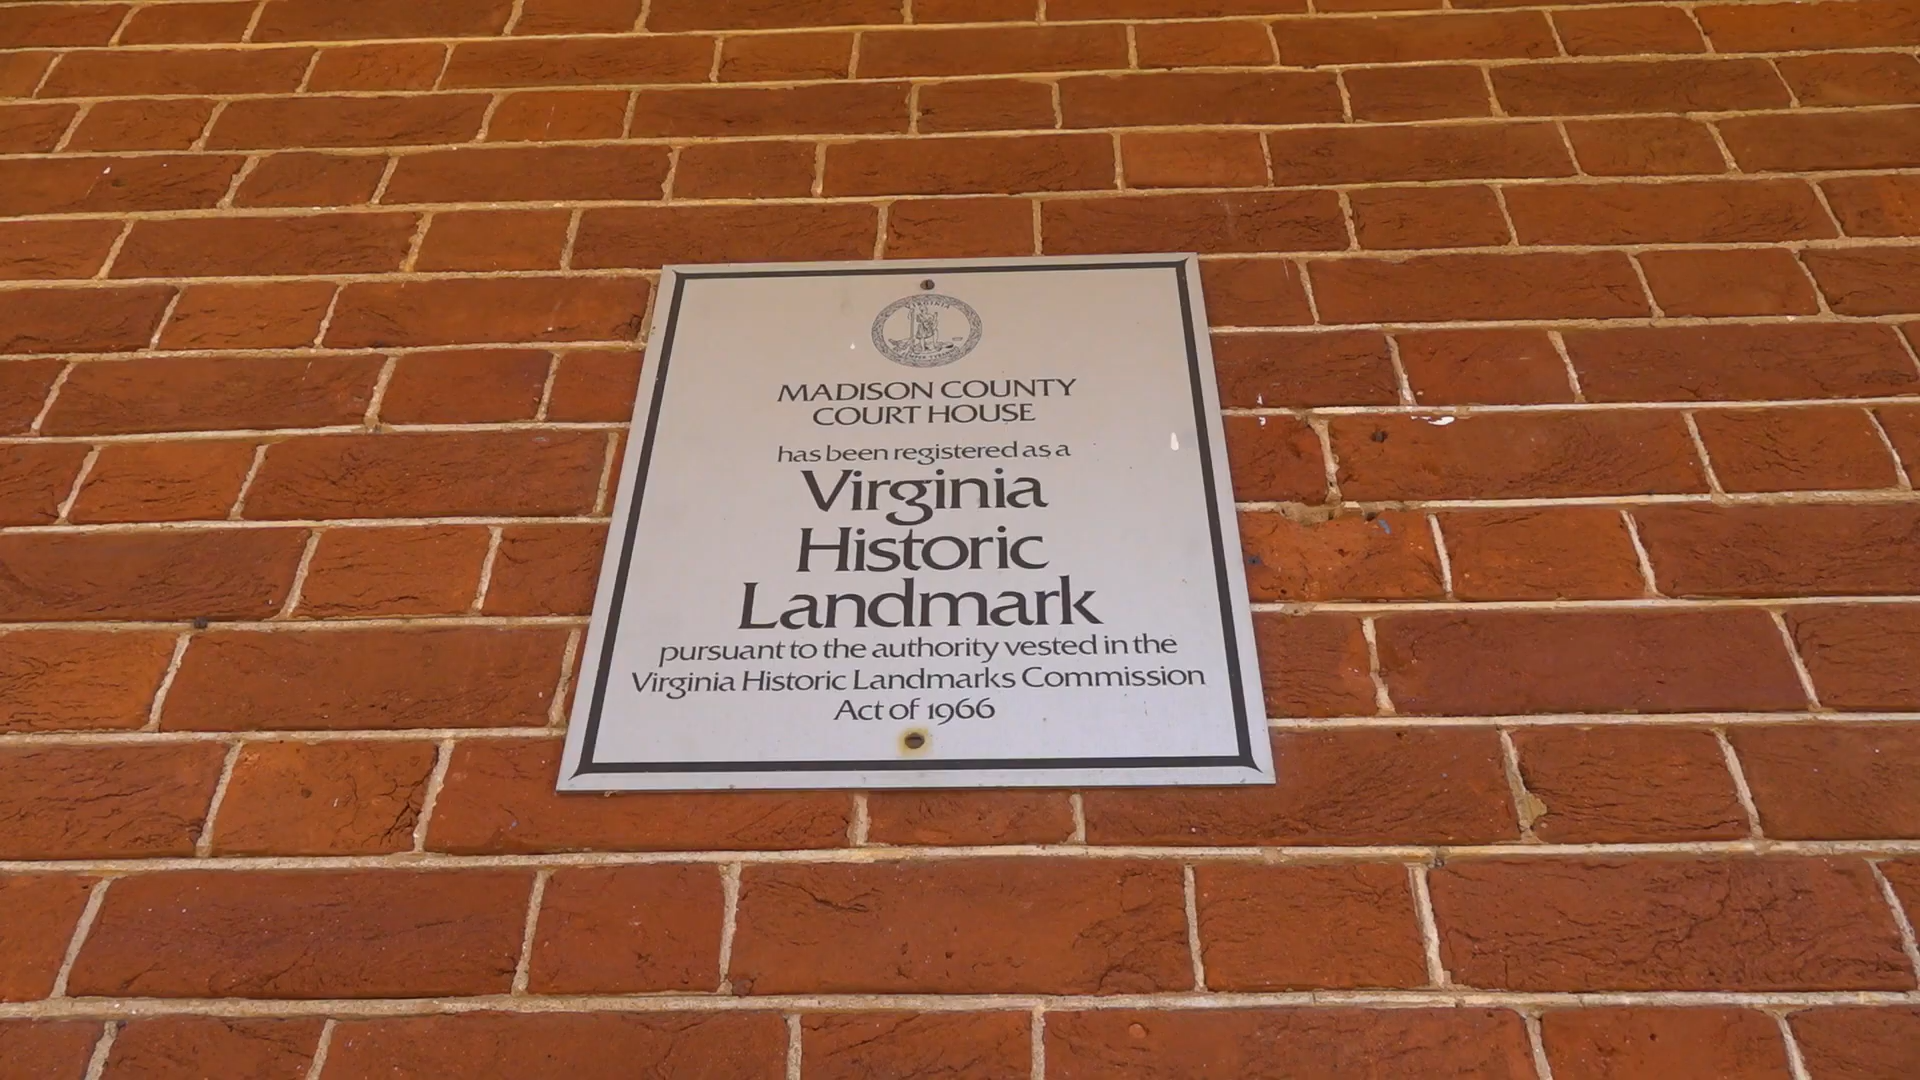 VIRGINIA
MADISON COUNTY
COURT HOUSE
has been registered as a
Virginia
Historic
Landmark
pursuant to the authority vested in the
Virginia Historic Landmarks Commission
Act of 1966